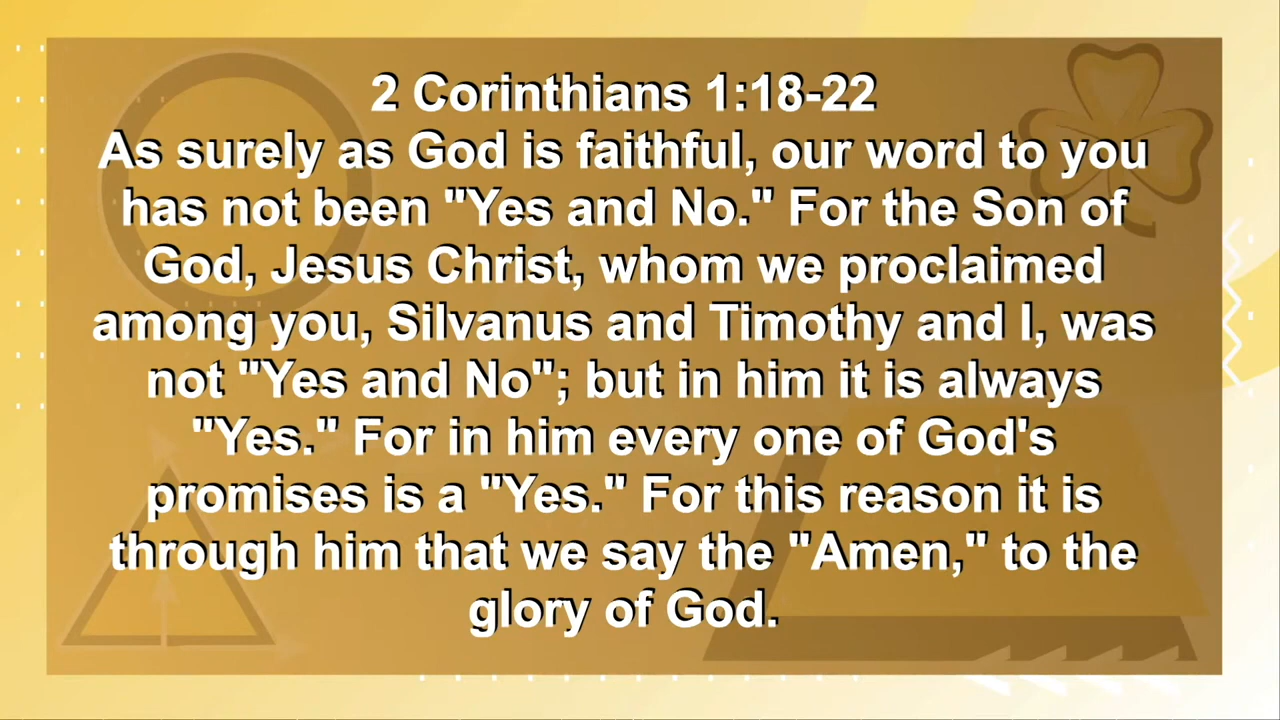 2 Corinthians 1:18-22
As surely as God is faithful, our word to you
has not been "Yes and No." For the Son of
God, Jesus Christ, whom we proclaimed
among you, Silvanus and Timothy and I, was
not "Yes and No"; but in him it is always
"Yes." For in him every one of God's
promises is a "Yes." For this reason it is
through him that we say the "Amen," to the
glory of God.